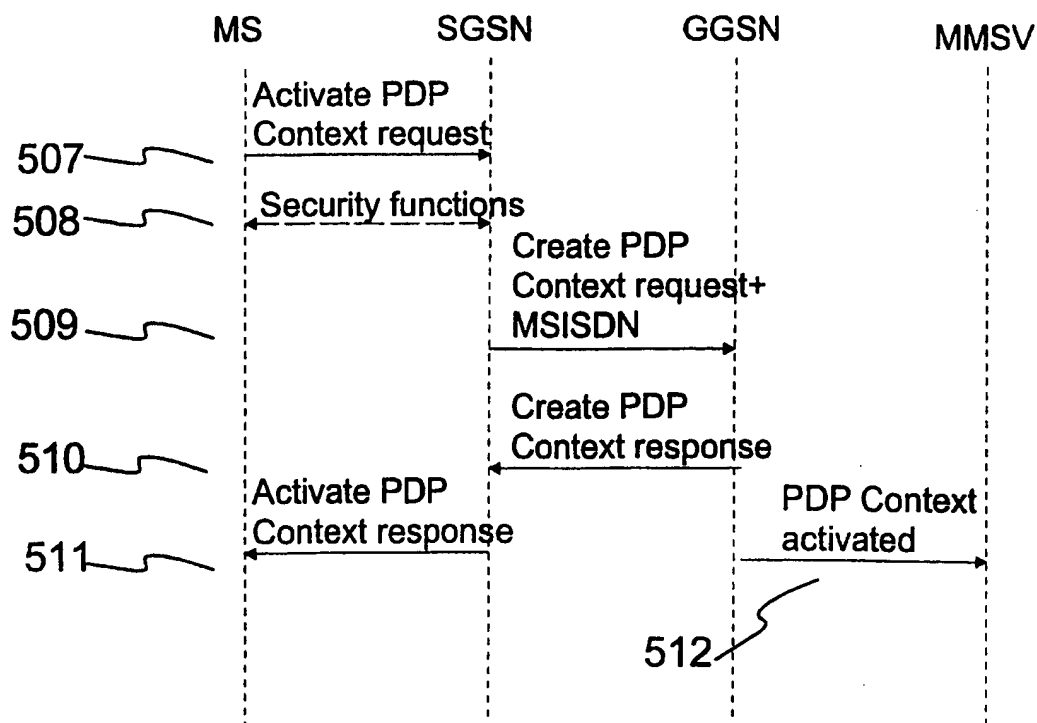 MS SGSN GGSN MMSV
Activate PDP
Context request
507
508
Security functions
Create PDP
Context request+
MSISDN
509
Create PDP
Context response
510
Activate PDP
Context response
511
PDP Context
activated
512